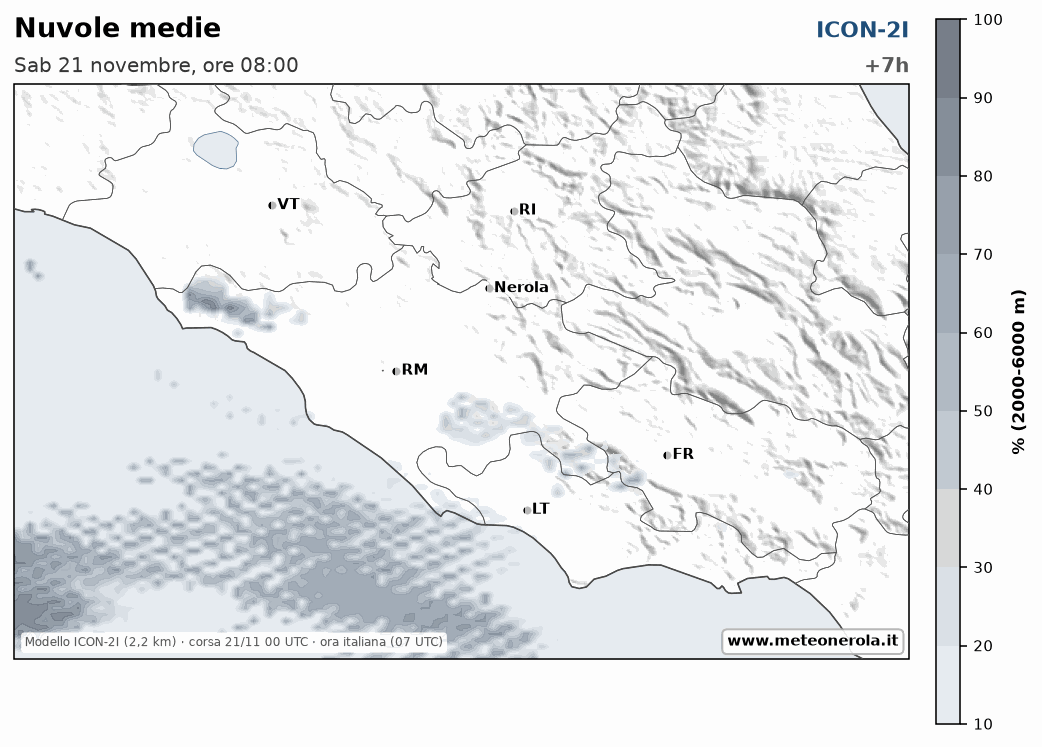 Nuvole medie
ICON-2I
Sab 21 novembre, ore 08:00
+7h
100
90
80
70
60
50
40
30
20
10
% (2000-6000 m)
VT
RI
Nerola
RM
FR
LT
Modello ICON-2I (2,2 km) · corsa 21/11 00 UTC · ora italiana (07 UTC)
www.meteonerola.it